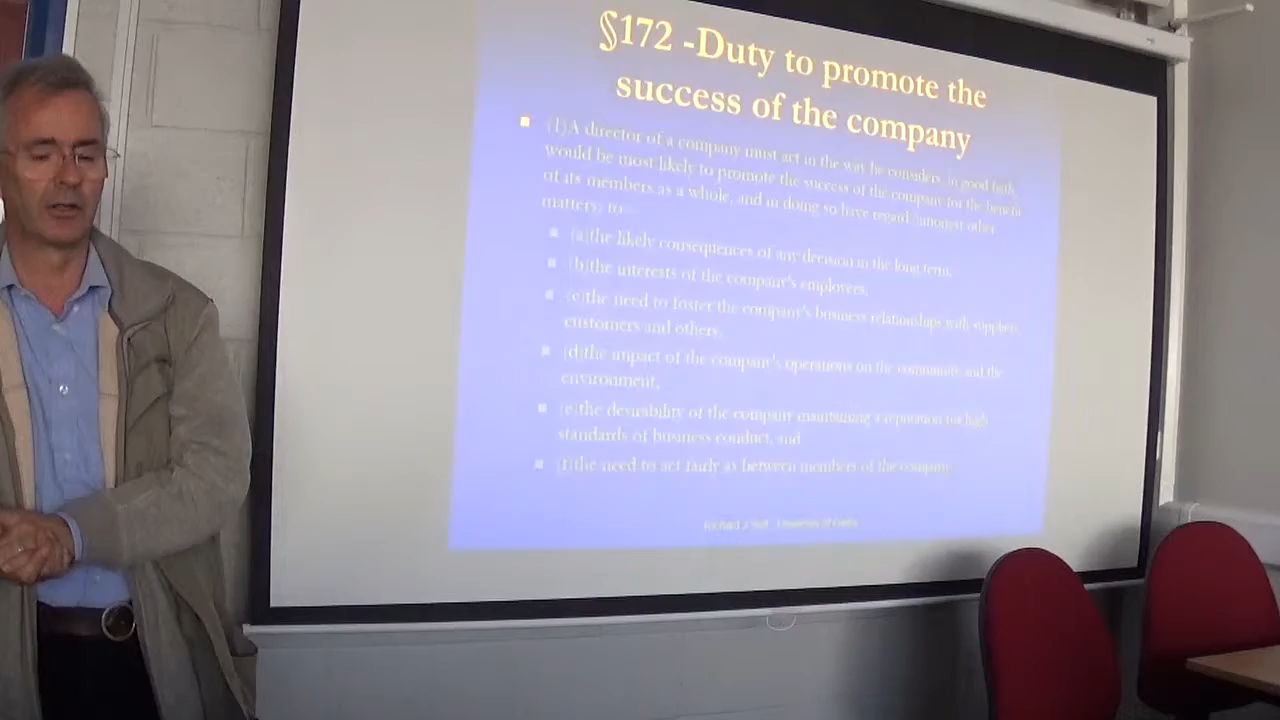 §172 -Duty to promote the
success of the company
(1)A director of a company must act in the way he considers, in good faith,
would be most likely to promote the success of the company for the benefit
of its members as a whole, and in doing so have regard (amongst other
matters) to—
(a)the likely consequences of any decision in the long term,
(b)the interests of the company's employees,
(c)the need to foster the company's business relationships with suppliers,
customers and others,
(d)the impact of the company's operations on the community and the
environment,
(e)the desirability of the company maintaining a reputation for high
standards of business conduct, and
(f)the need to act fairly as between members of the company.
University of